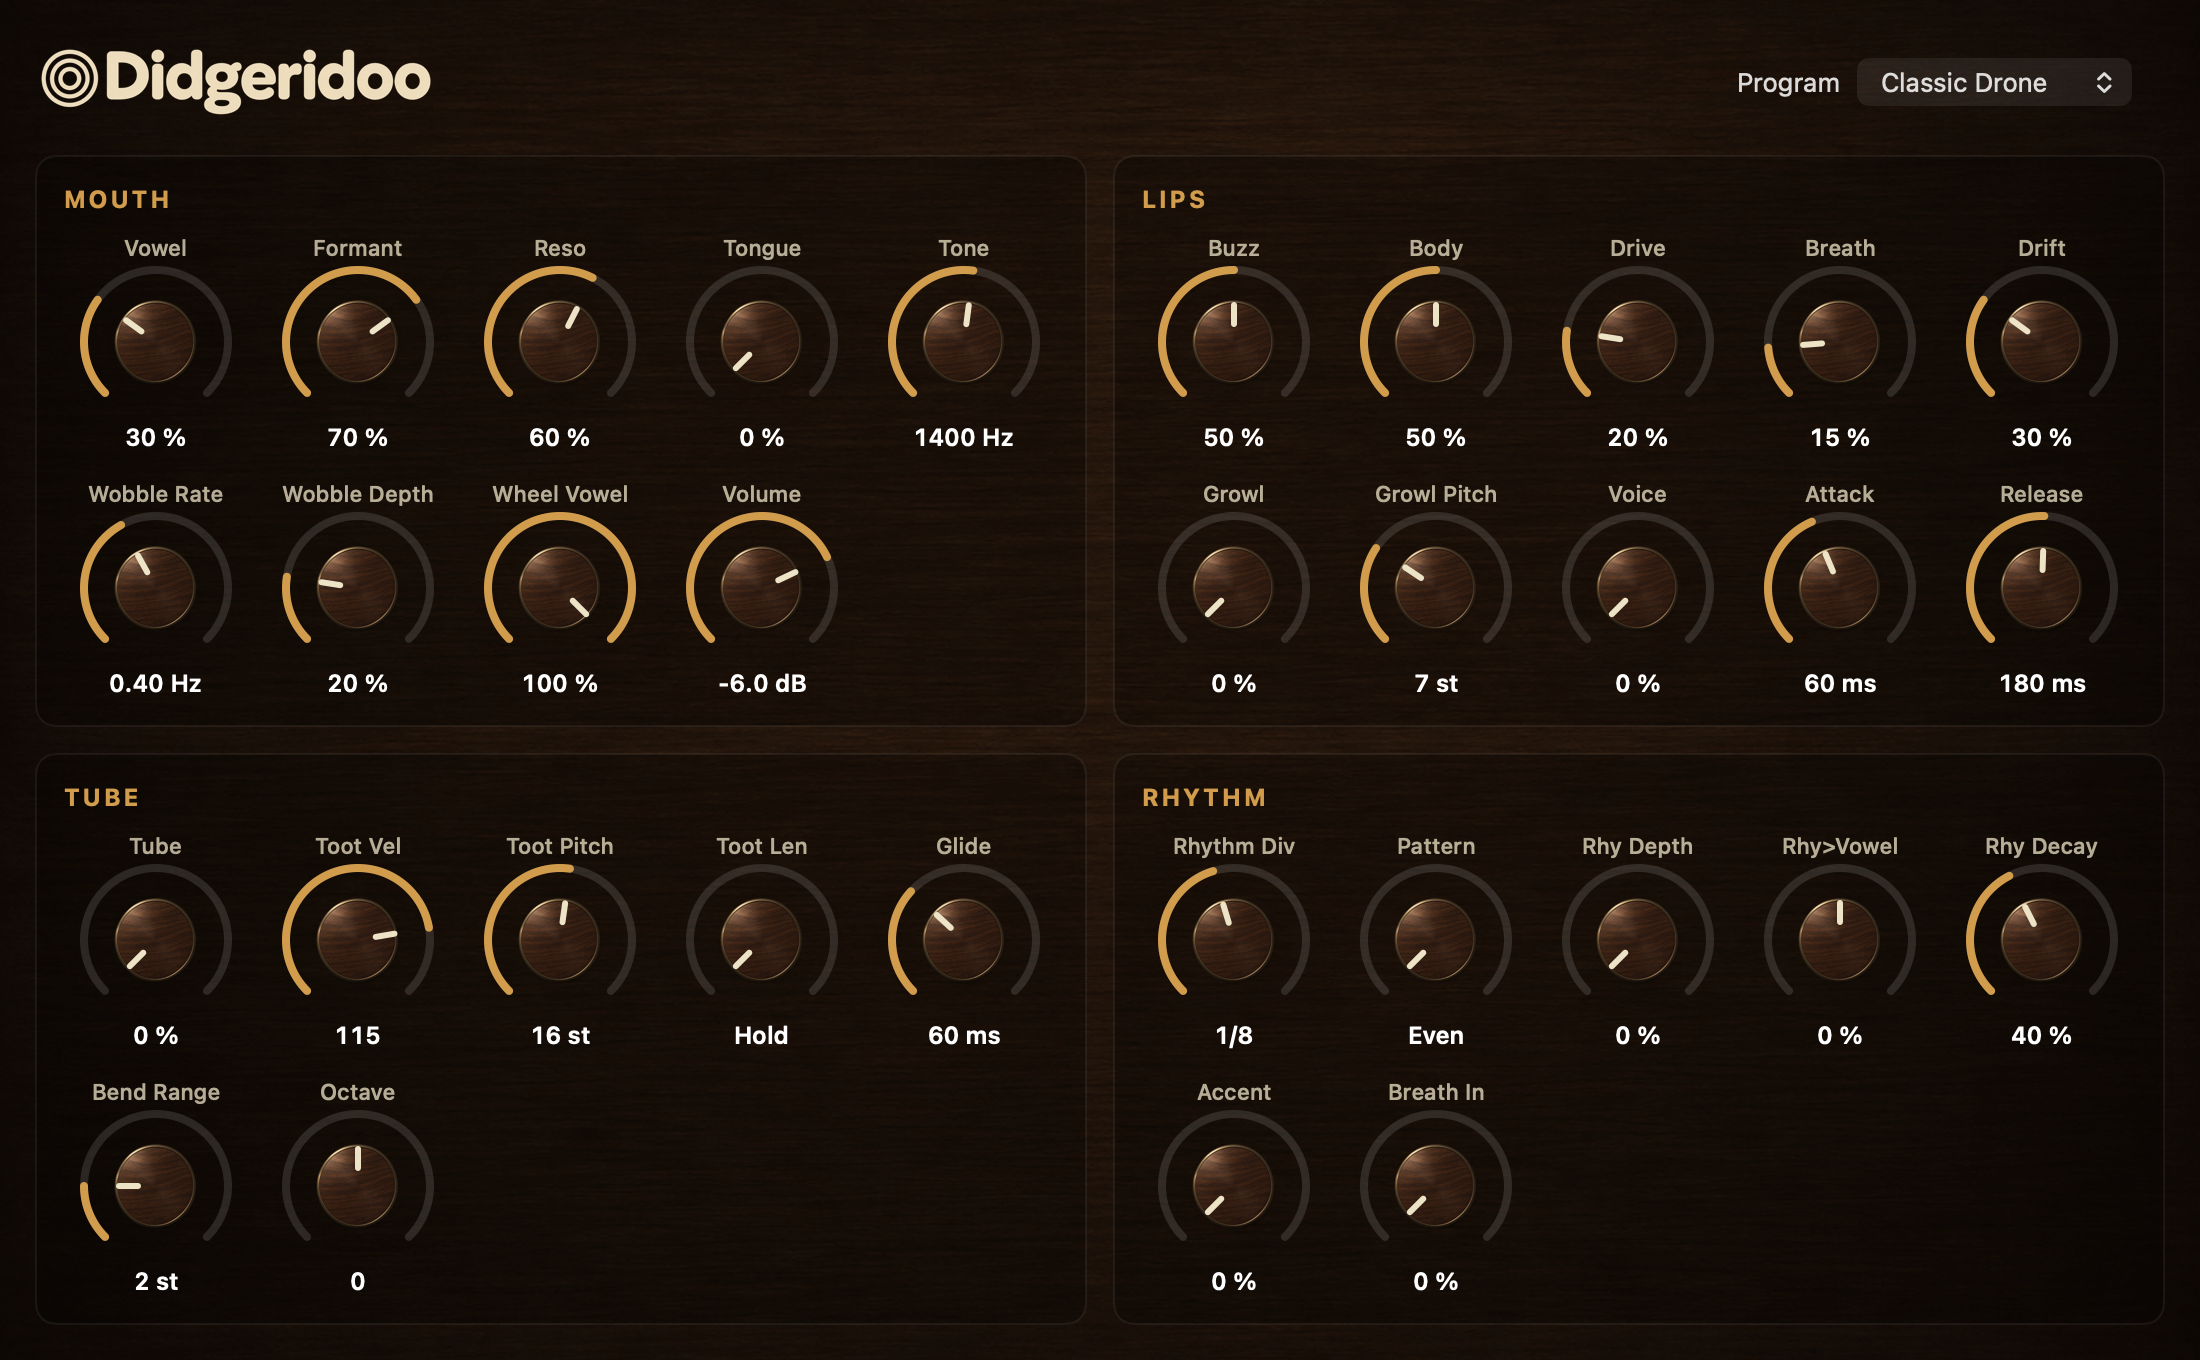 Didgeridoo
Program Classic Drone
MOUTH
Vowel Formant Reso Tongue Tone
30 % 70 % 60 % 0 % 1400 Hz
Wobble Rate Wobble Depth Wheel Vowel Volume
0.40 Hz 20 % 100 % -6.0 dB
LIPS
Buzz Body Drive Breath Drift
50 % 50 % 20 % 15 % 30 %
Growl Growl Pitch Voice Attack Release
0 % 7 st 0 % 60 ms 180 ms
TUBE
Tube Toot Vel Toot Pitch Toot Len Glide
0 % 115 16 st Hold 60 ms
Bend Range Octave
2 st 0
RHYTHM
Rhythm Div Pattern Rhy Depth Rhy>Vowel Rhy Decay
1/8 Even 0 % 0 % 40 %
Accent Breath In
0 % 0 %